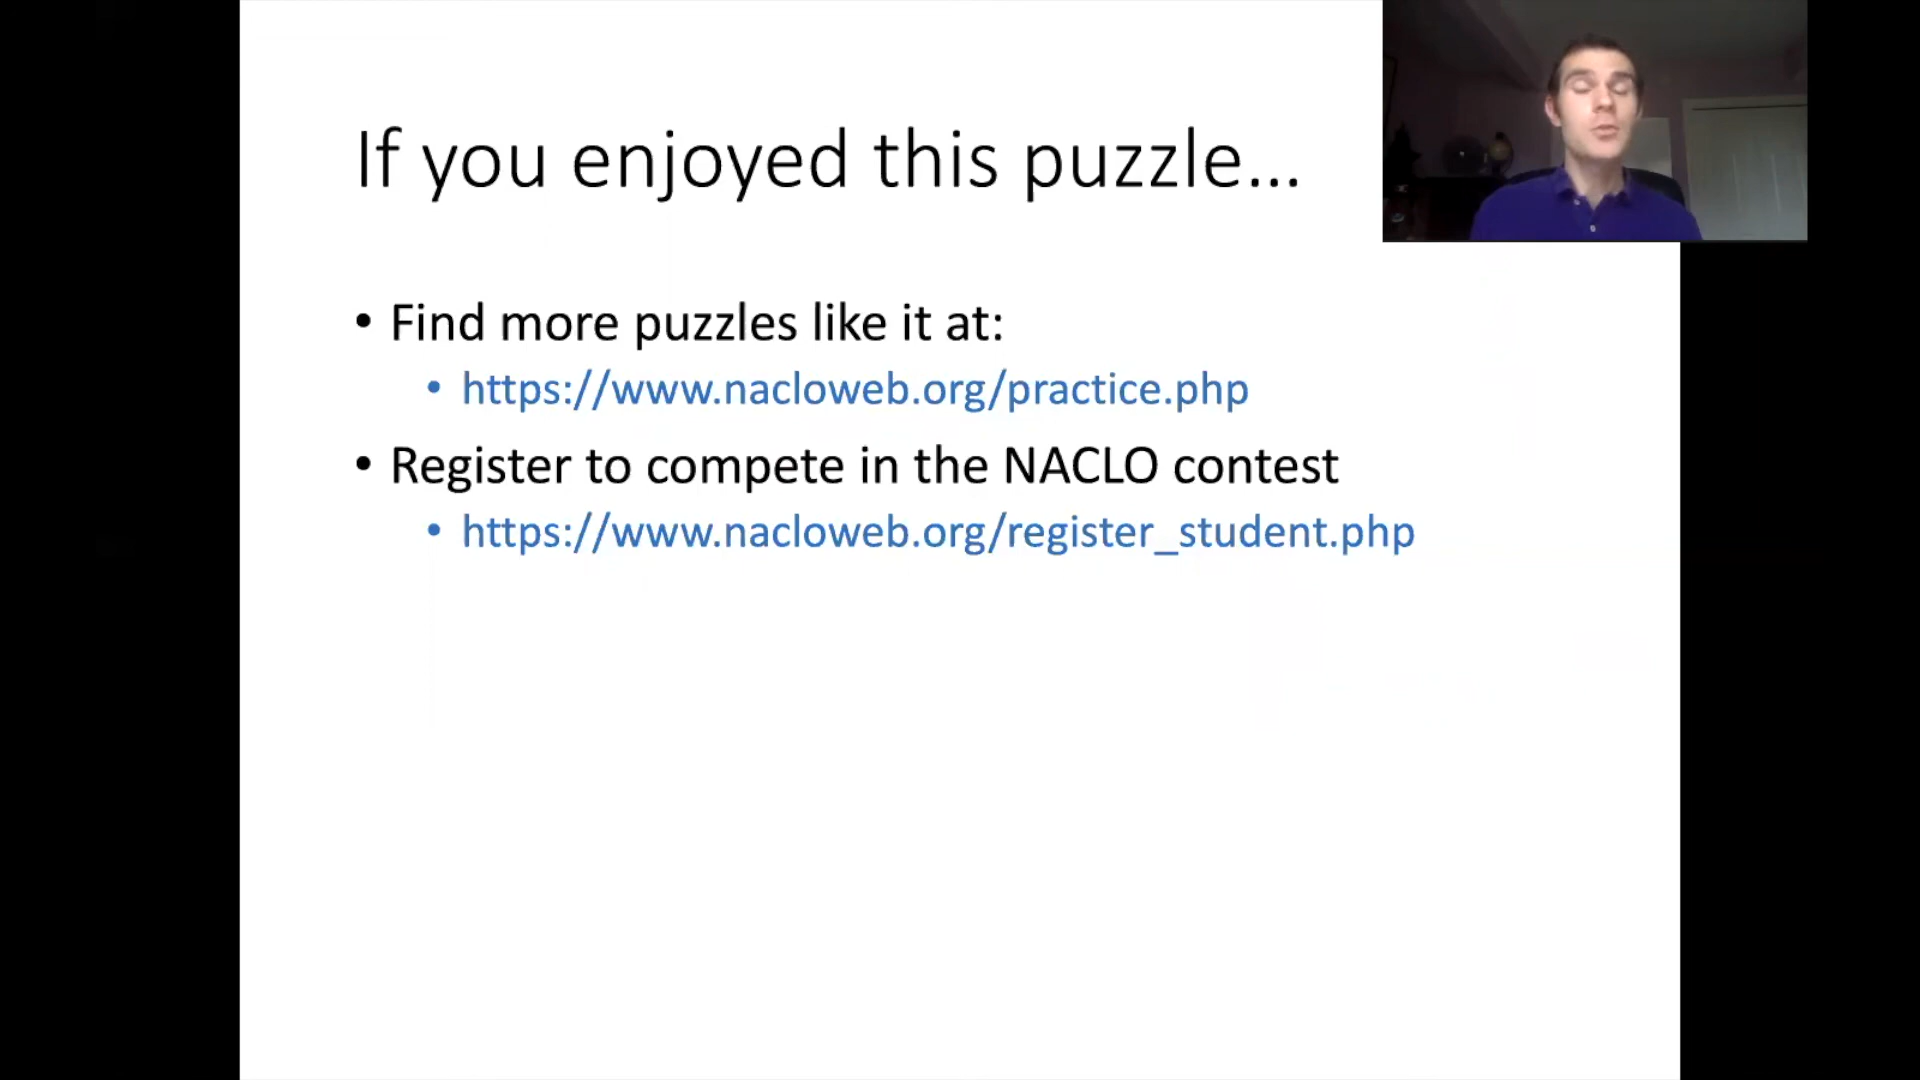 If you enjoyed this puzzle...
• Find more puzzles like it at:
• https://www.nacloweb.org/practice.php
• Register to compete in the NACLO contest
• https://www.nacloweb.org/register_student.php